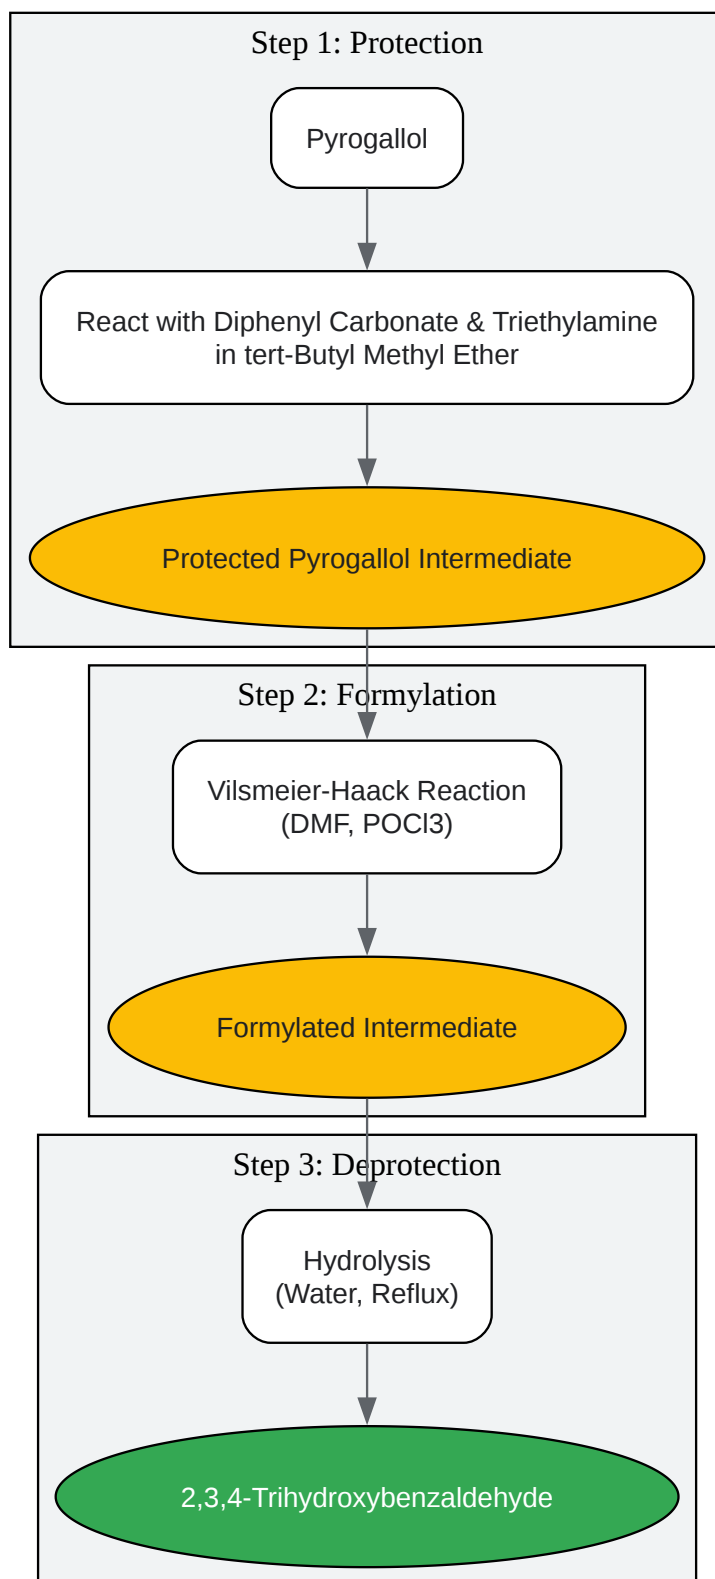 Step 1: Protection
Pyrogallol
React with Diphenyl Carbonate & Triethylamine
in tert-Butyl Methyl Ether
Protected Pyrogallol Intermediate
Step 2: Formylation
Vilsmeier-Haack Reaction
(DMF, POCl3)
Formylated Intermediate
Step 3: Deprotection
Hydrolysis
(Water, Reflux)
2,3,4-Trihydroxybenzaldehyde